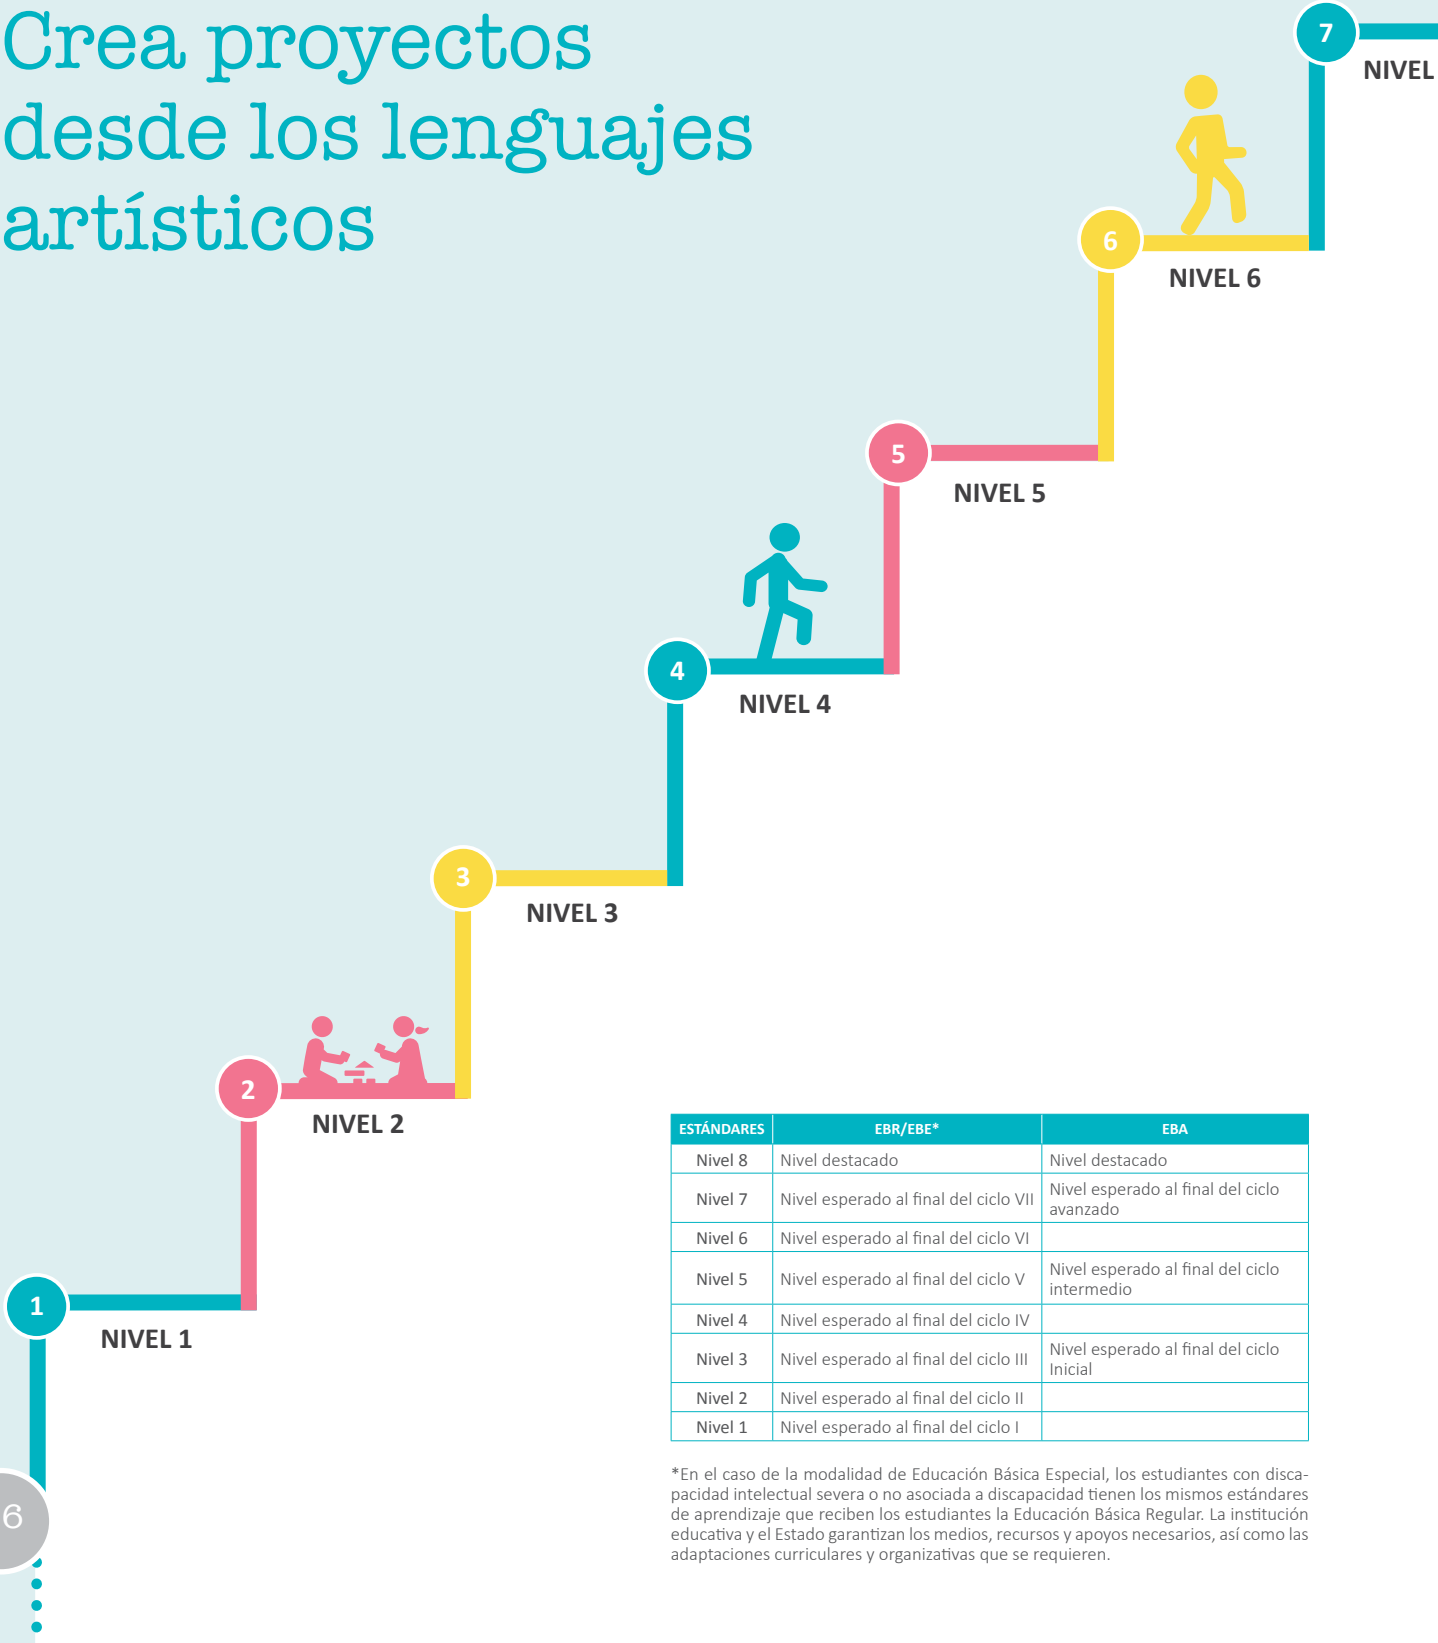 Crea proyectos
desde los lenguajes
artísticos
7
NIVEL
6
NIVEL 6
5
NIVEL 5
4
NIVEL 4
3
NIVEL 3
2
NIVEL 2
1
NIVEL 1
ESTÁNDARES EBR/EBE* EBA
Nivel 8 Nivel destacado Nivel destacado
Nivel 7 Nivel esperado al final del ciclo VII Nivel esperado al final del ciclo
avanzado
Nivel 6 Nivel esperado al final del ciclo VI
Nivel 5 Nivel esperado al final del ciclo V Nivel esperado al final del ciclo
intermedio
Nivel 4 Nivel esperado al final del ciclo IV
Nivel 3 Nivel esperado al final del ciclo III Nivel esperado al final del ciclo
Inicial
Nivel 2 Nivel esperado al final del ciclo II
Nivel 1 Nivel esperado al final del ciclo I
*En el caso de la modalidad de Educación Básica Especial, los estudiantes con disca-
pacidad intelectual severa o no asociada a discapacidad tienen los mismos estándares
de aprendizaje que reciben los estudiantes la Educación Básica Regular. La institución
educativa y el Estado garantizan los medios, recursos y apoyos necesarios, así como las
adaptaciones curriculares y organizativas que se requieren.
6